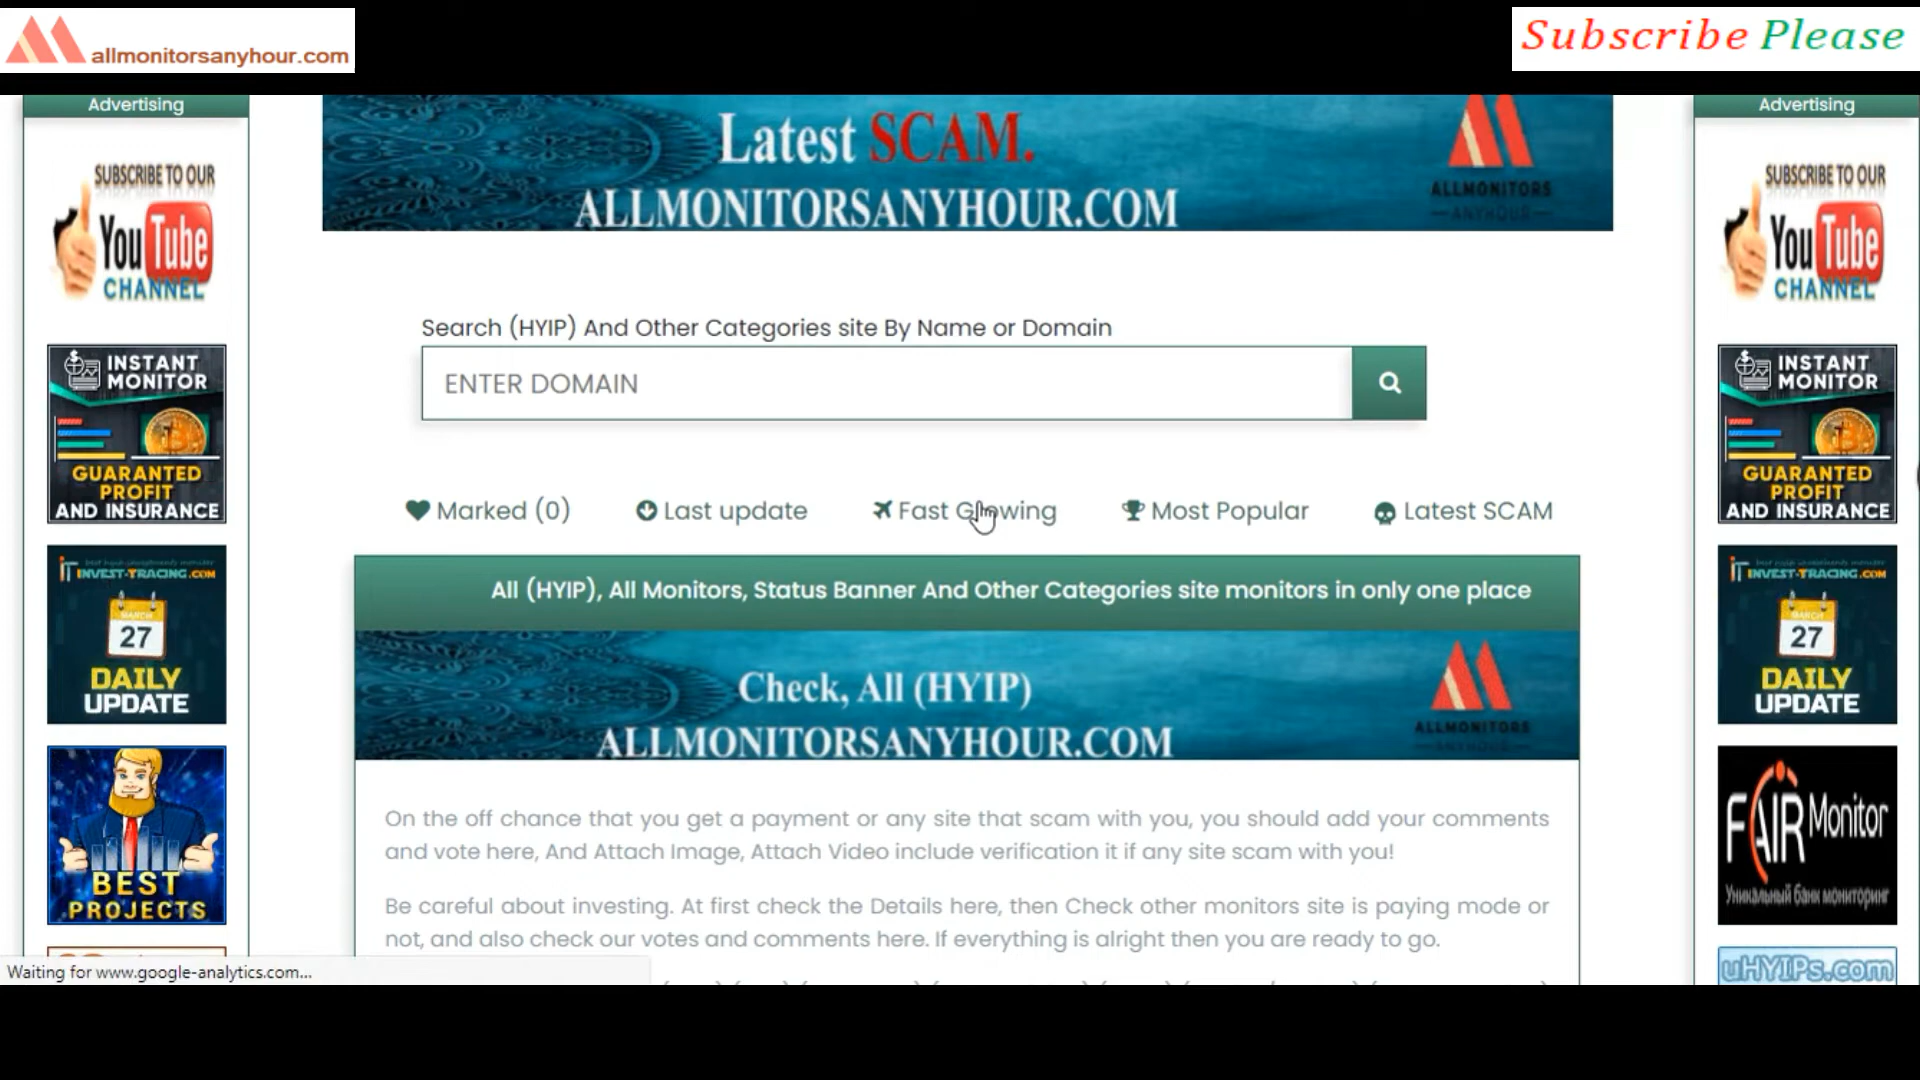 allmonitorsanyhour.com
Subscribe Please
Advertising
SUBSCRIBE TO OUR
YouTube
CHANNEL
INSTANT
MONITOR
GUARANTED
PROFIT
AND INSURANCE
INVEST-TRACING.COM
MARCH
27
DAILY
UPDATE
BEST
PROJECTS
Latest SCAM.
ALLMONITORSANYHOUR.COM
ALLMONITORS
ANYHOUR
Search (HYIP) And Other Categories site By Name or Domain
ENTER DOMAIN
Marked (0)
Last update
Fast Growing
Most Popular
Latest SCAM
All (HYIP), All Monitors, Status Banner And Other Categories site monitors in only one place
Check, All (HYIP)
ALLMONITORSANYHOUR.COM
ALLMONITORS
ANYHOUR
On the off chance that you get a payment or any site that scam with you, you should add your comments
and vote here, And Attach Image, Attach Video include verification it if any site scam with you!
Be careful about investing. At first check the Details here, then Check other monitors site is paying mode or
not, and also check our votes and comments here. If everything is alright then you are ready to go.
Waiting for www.google-analytics.com...
Advertising
SUBSCRIBE TO OUR
YouTube
CHANNEL
INSTANT
MONITOR
GUARANTED
PROFIT
AND INSURANCE
INVEST-TRACING.COM
MARCH
27
DAILY
UPDATE
FAIR Monitor
Уникальный банк мониторинг
uHYIPs.com